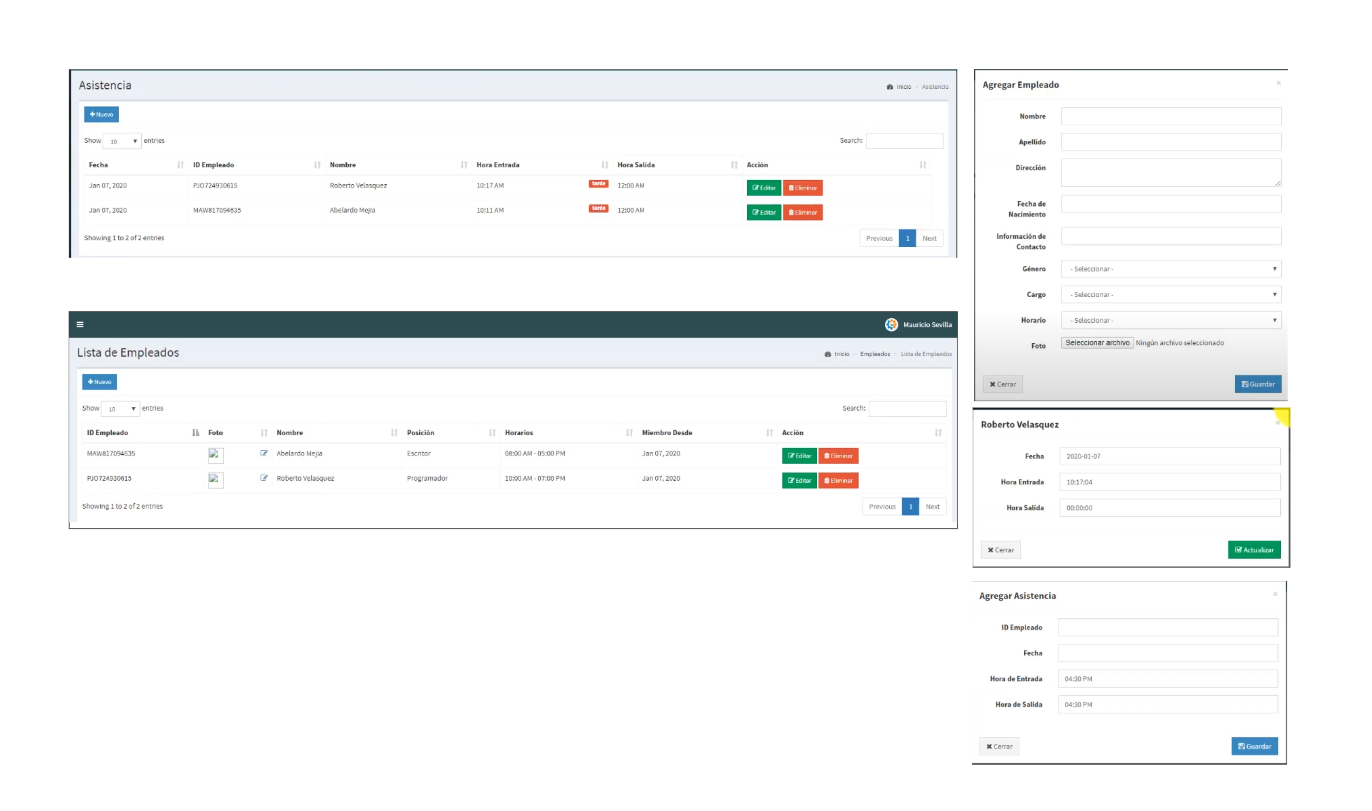 Asistencia
Inicio > Asistencia
+ Nuevo
Show 10 entries
Search:
Fecha ID Empleado Nombre Hora Entrada Hora Salida Acción
Jan 07, 2020 PJO724930615 Roberto Velasquez 10:17 AM tarde 12:00 AM Editar Eliminar
Jan 07, 2020 MAW817094635 Abelardo Mejia 10:11 AM tarde 12:00 AM Editar Eliminar
Showing 1 to 2 of 2 entries
Previous 1 Next
Mauricio Sevilla
Lista de Empleados
Inicio > Empleados > Lista de Empleados
+ Nuevo
Show 10 entries
Search:
ID Empleado Foto Nombre Posición Horarios Miembro Desde Acción
MAW817094635 Abelardo Mejia Escritor 08:00 AM - 05:00 PM Jan 07, 2020 Editar Eliminar
PJO724930615 Roberto Velasquez Programador 10:00 AM - 07:00 PM Jan 07, 2020 Editar Eliminar
Showing 1 to 2 of 2 entries
Previous 1 Next
Agregar Empleado ×
Nombre
Apellido
Dirección
Fecha de
Nacimiento
Información de
Contacto
Género - Seleccionar -
Cargo - Seleccionar -
Horario - Seleccionar -
Foto Seleccionar archivo Ningún archivo seleccionado
Cerrar Guardar
Roberto Velasquez ×
Fecha 2020-01-07
Hora Entrada 10:17:04
Hora Salida 00:00:00
Cerrar Actualizar
Agregar Asistencia ×
ID Empleado
Fecha
Hora de Entrada 04:30 PM
Hora de Salida 04:30 PM
Cerrar Guardar